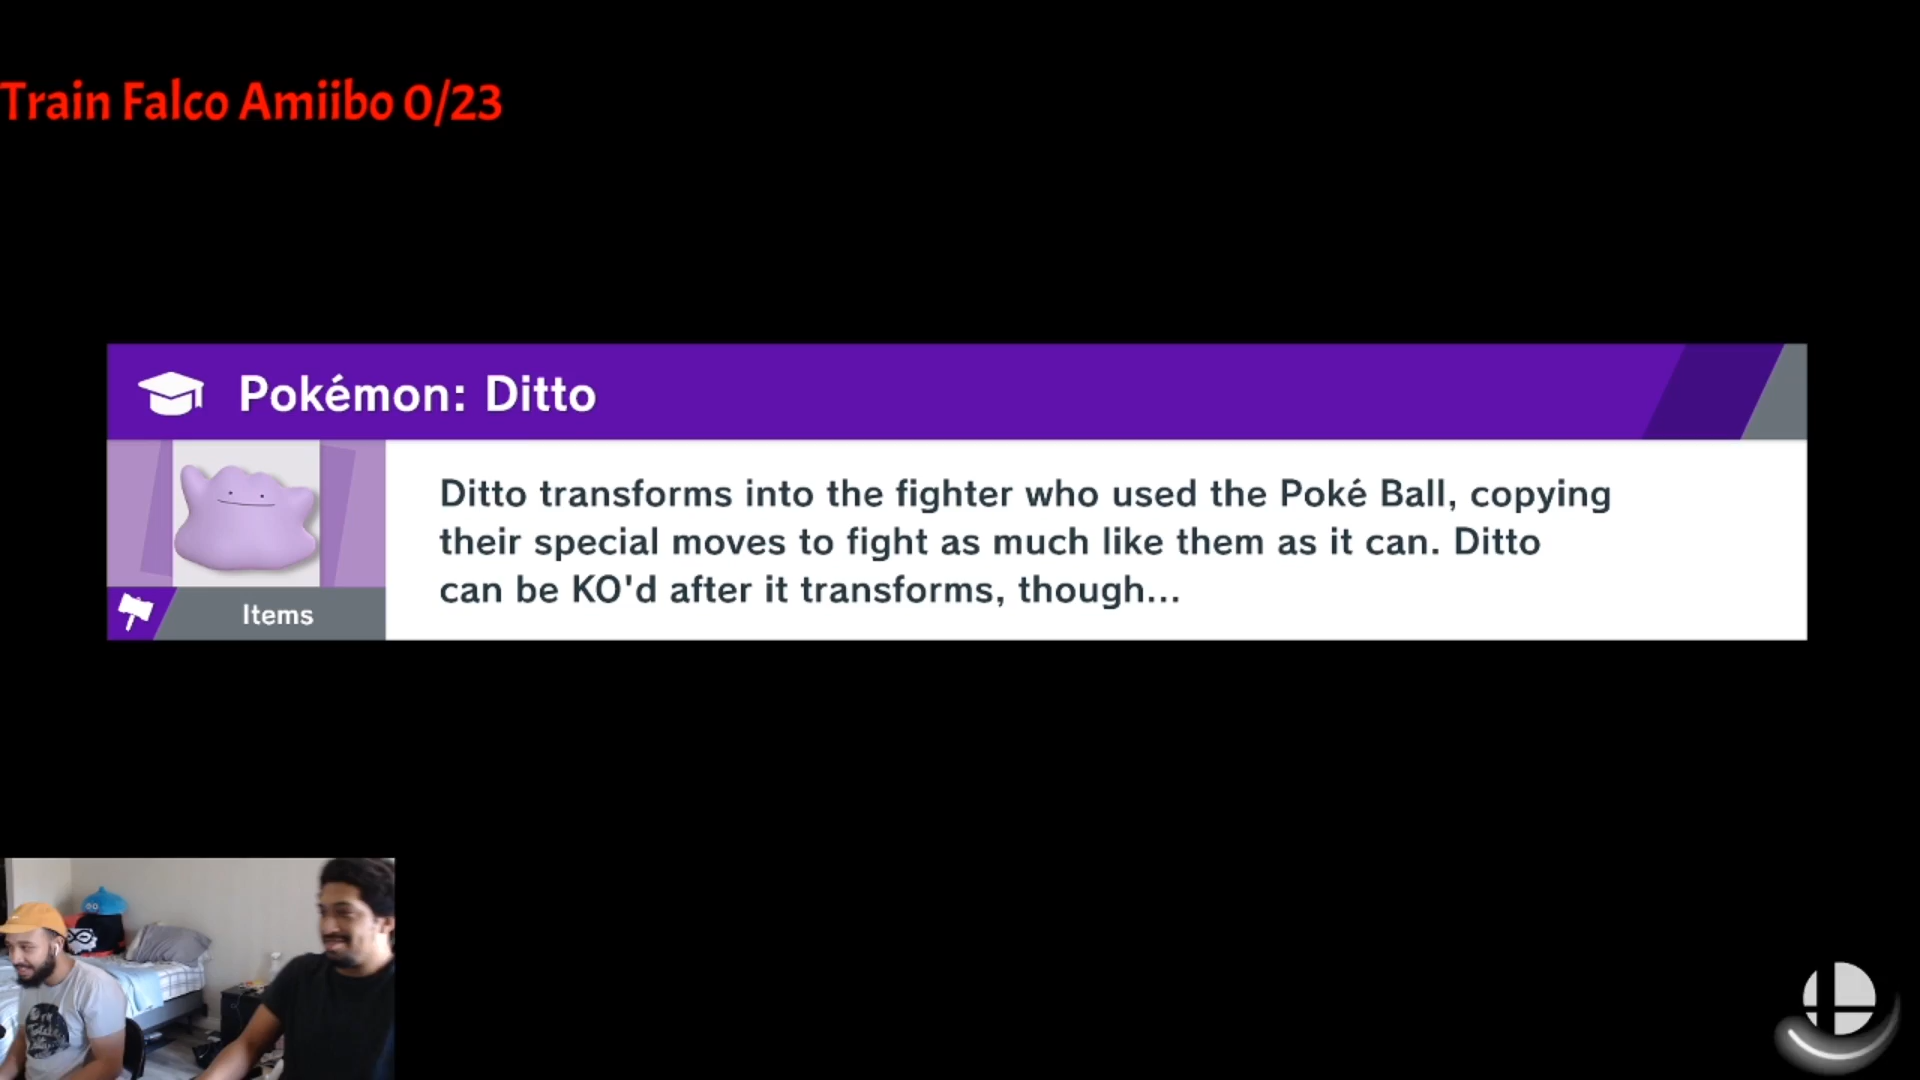 Train Falco Amiibo 0/23
Pokémon: Ditto
Ditto transforms into the fighter who used the Poké Ball, copying
their special moves to fight as much like them as it can. Ditto
can be KO'd after it transforms, though...
Items